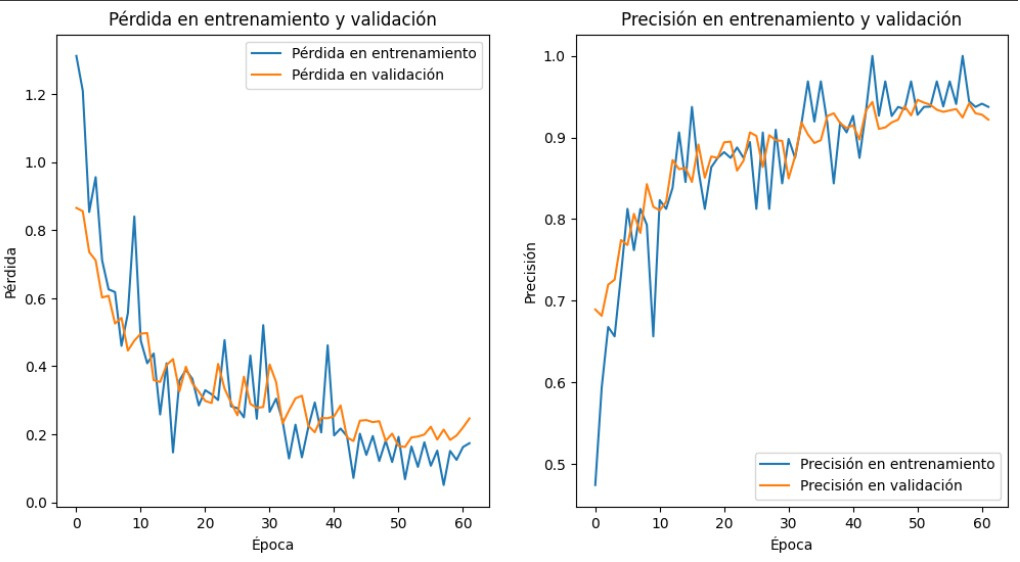 Pérdida en entrenamiento y validación
Pérdida en entrenamiento
Pérdida en validación
Pérdida
1.2
1.0
0.8
0.6
0.4
0.2
0.0
0 10 20 30 40 50 60
Época
Precisión en entrenamiento y validación
Precisión
1.0
0.9
0.8
0.7
0.6
0.5
Precisión en entrenamiento
Precisión en validación
0 10 20 30 40 50 60
Época